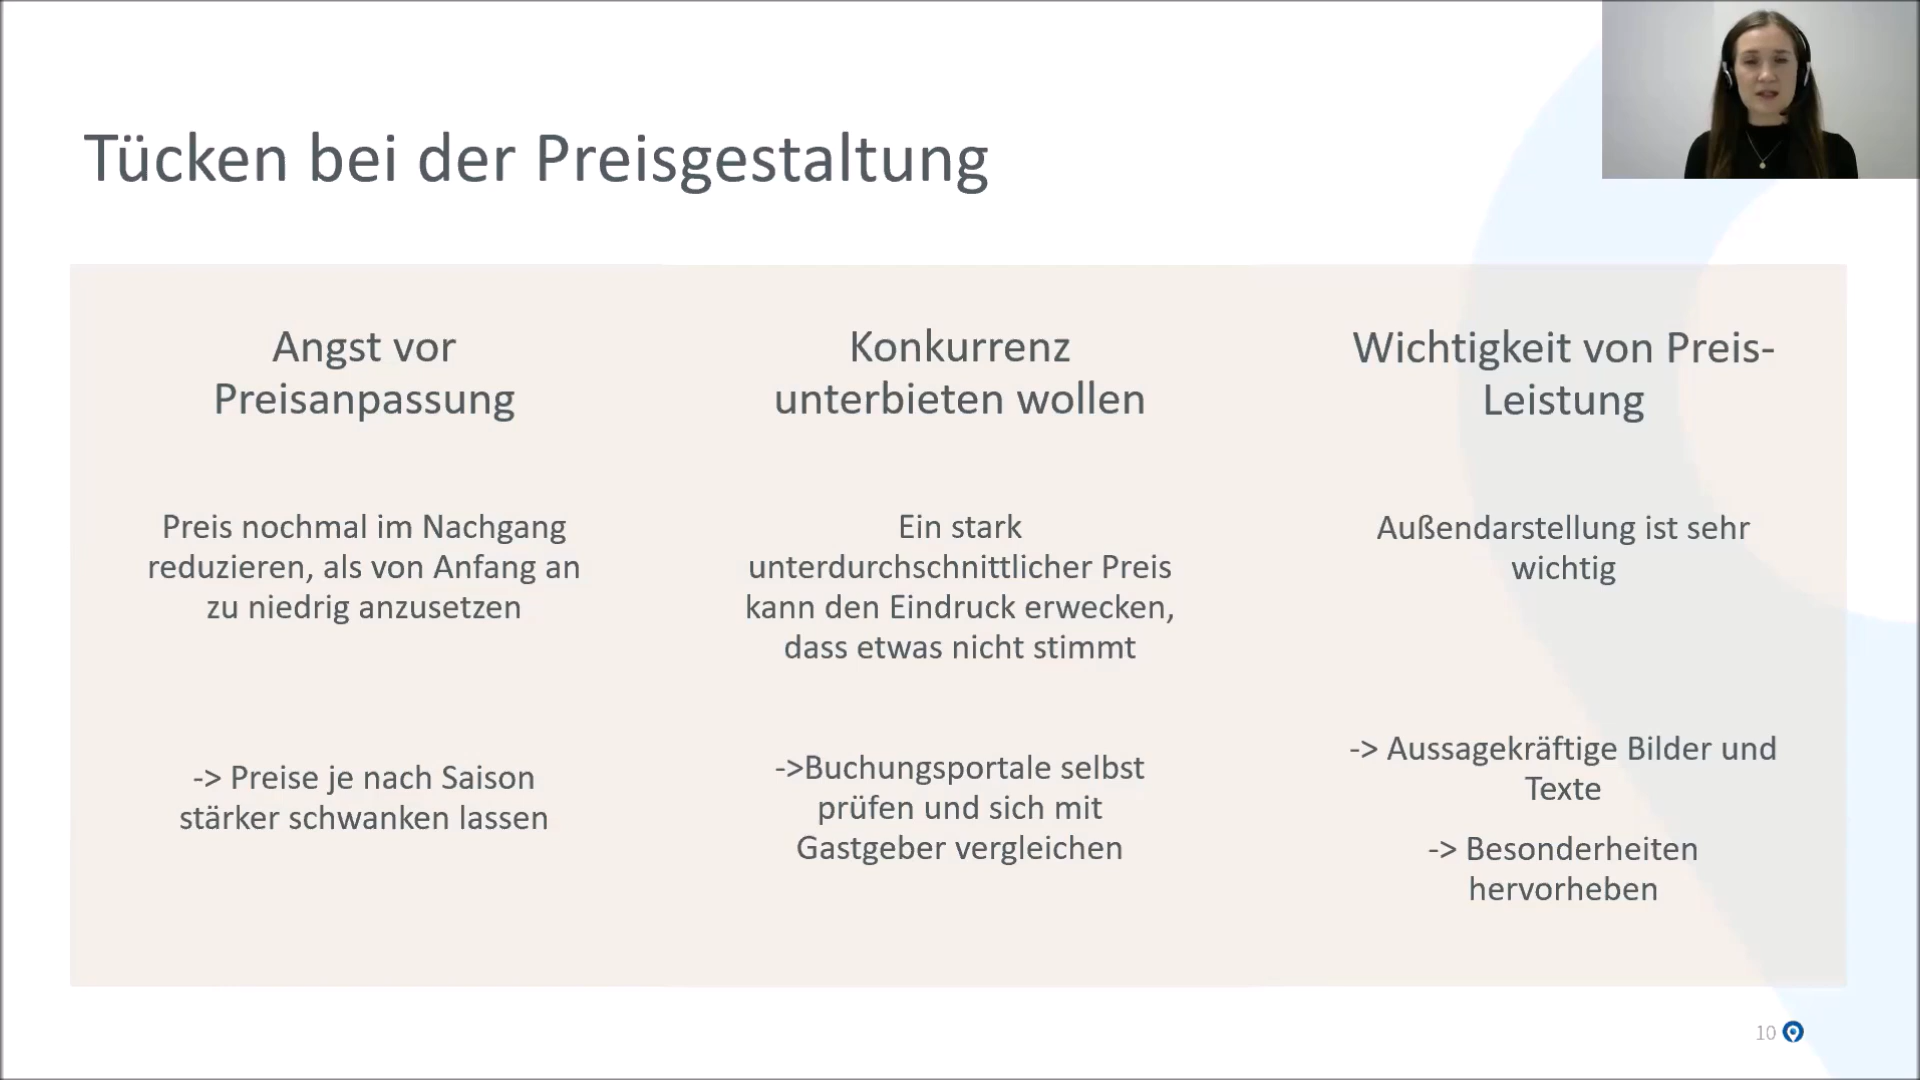 Tücken bei der Preisgestaltung
Angst vor
Preisanpassung
Preis nochmal im Nachgang
reduzieren, als von Anfang an
zu niedrig anzusetzen
-> Preise je nach Saison
stärker schwanken lassen
Konkurrenz
unterbieten wollen
Ein stark
unterdurchschnittlicher Preis
kann den Eindruck erwecken,
dass etwas nicht stimmt
->Buchungsportale selbst
prüfen und sich mit
Gastgeber vergleichen
Wichtigkeit von Preis-
Leistung
Außendarstellung ist sehr
wichtig
-> Aussagekräftige Bilder und
Texte
-> Besonderheiten
hervorheben
10